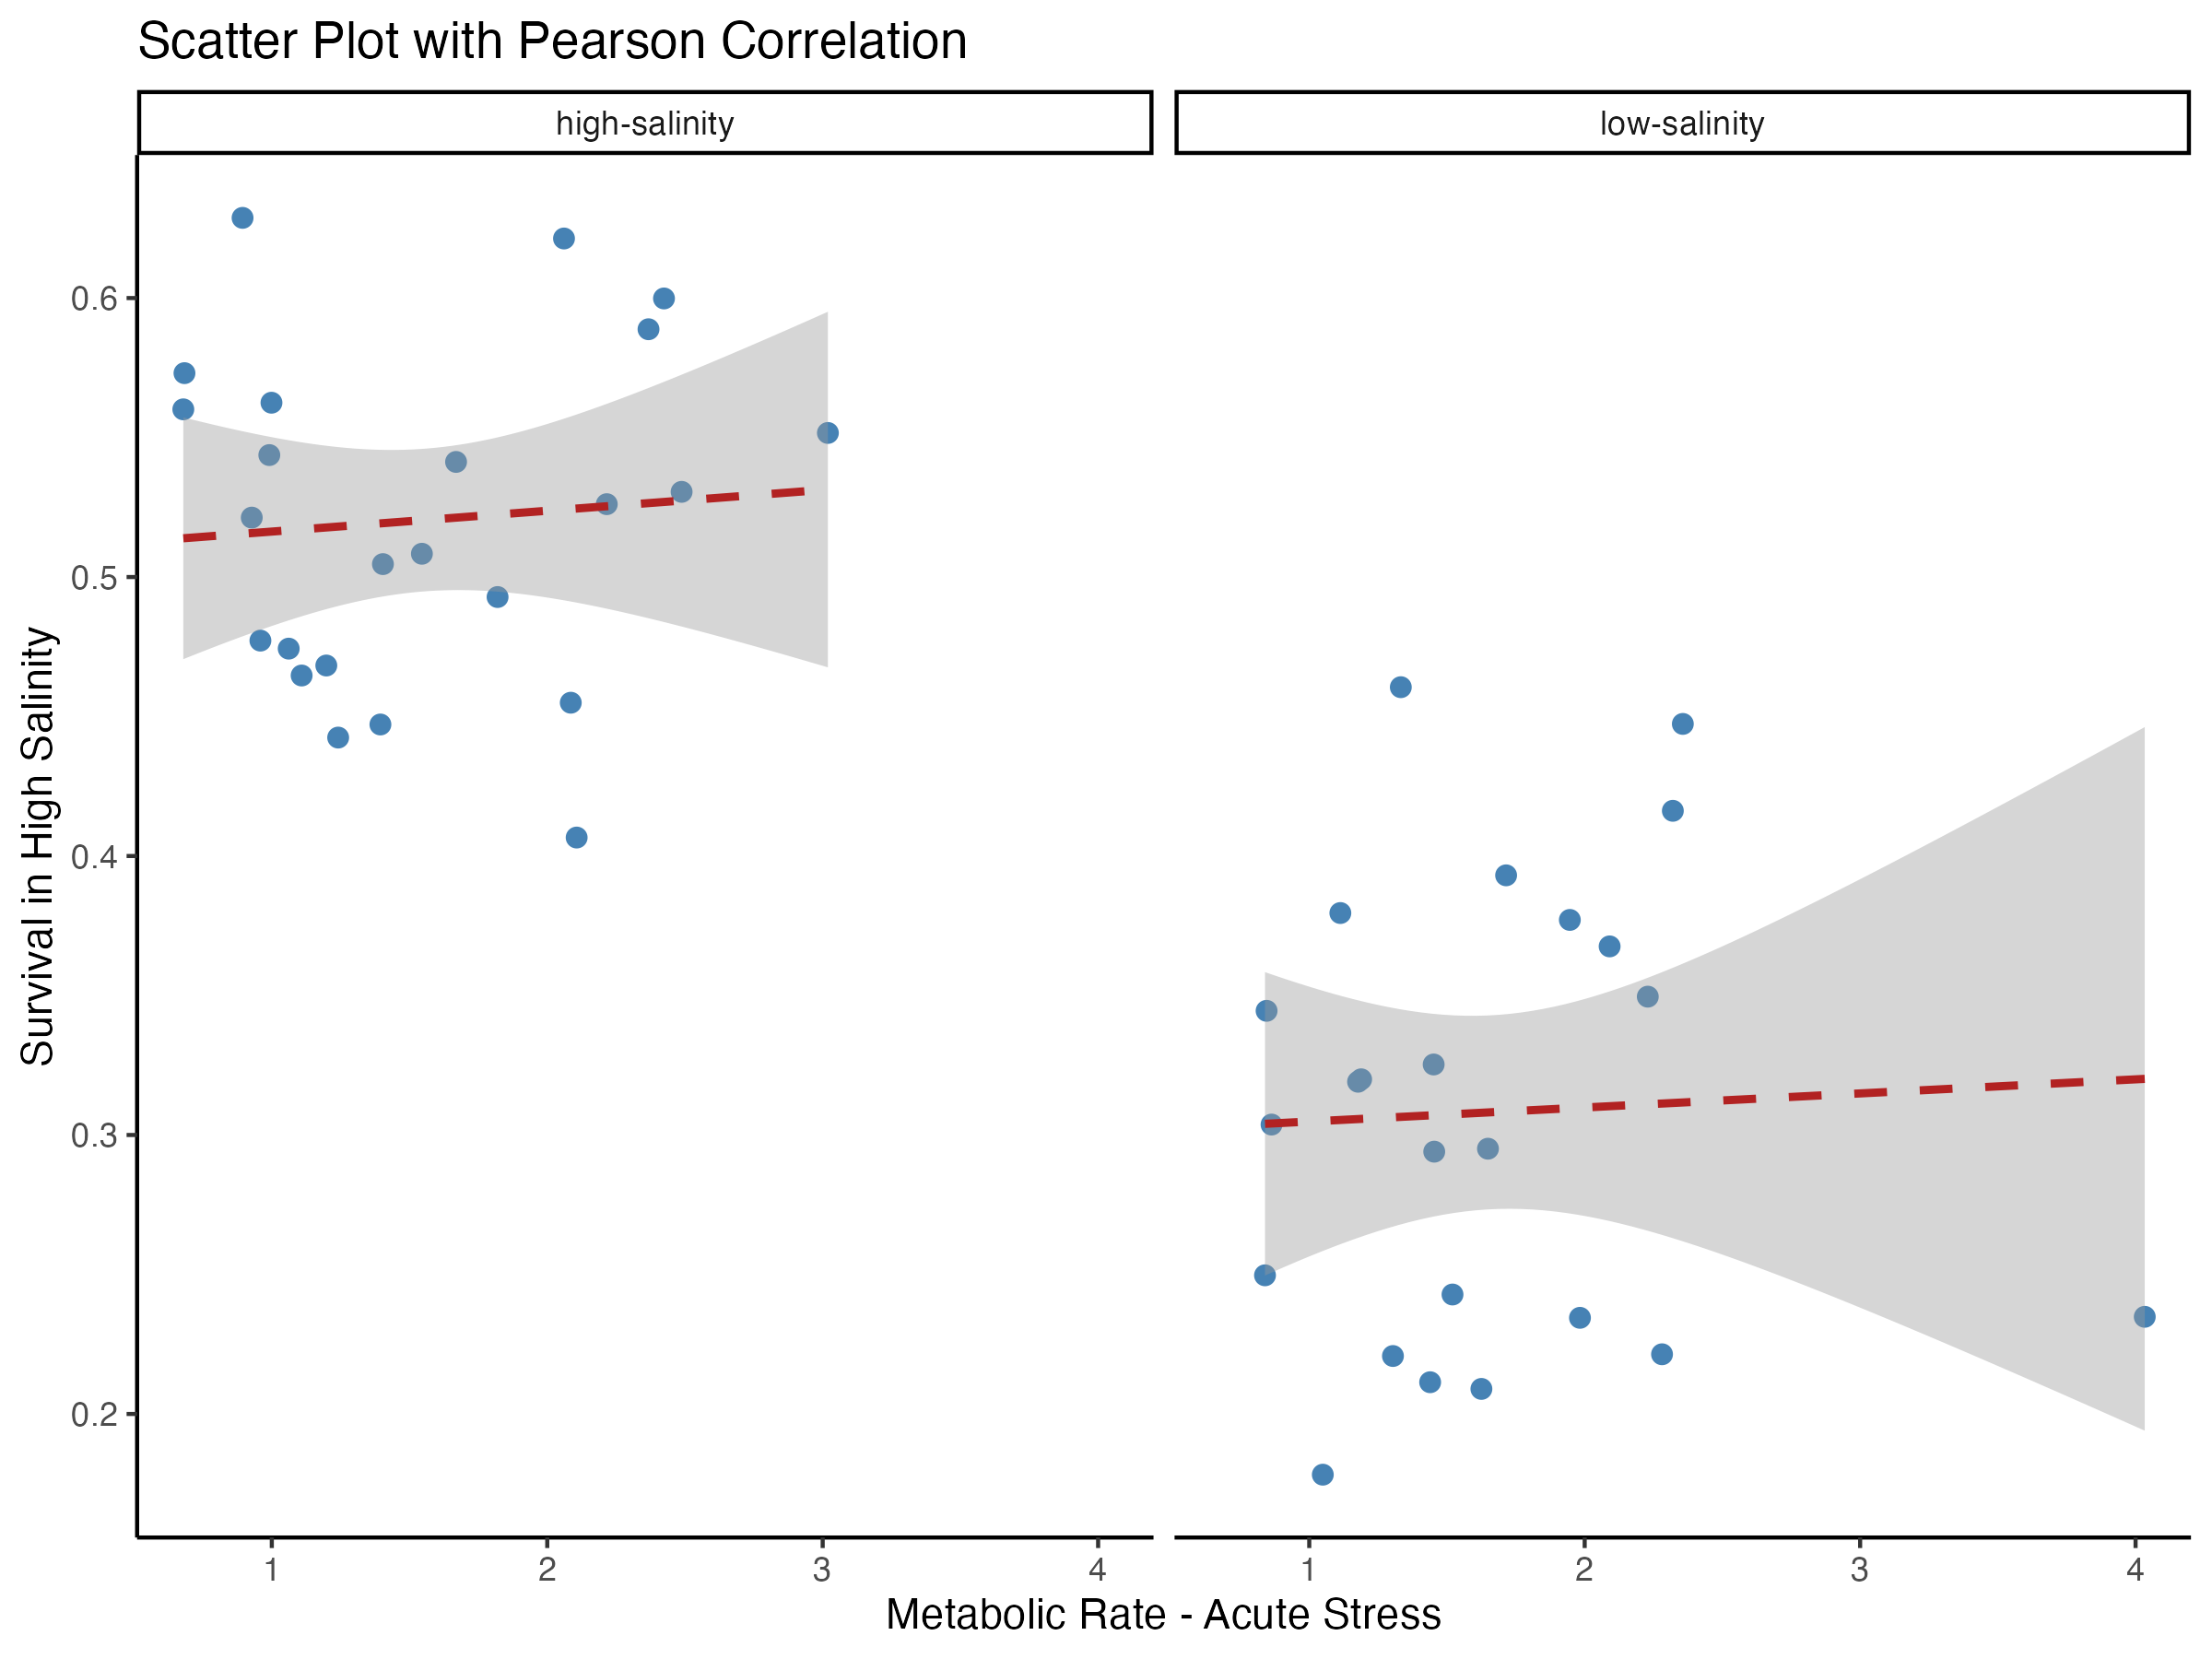 Scatter Plot with Pearson Correlation
high-salinity
low-salinity
Survival in High Salinity
0.6
0.5
0.4
0.3
0.2
1 2 3 4
1 2 3 4
Metabolic Rate - Acute Stress